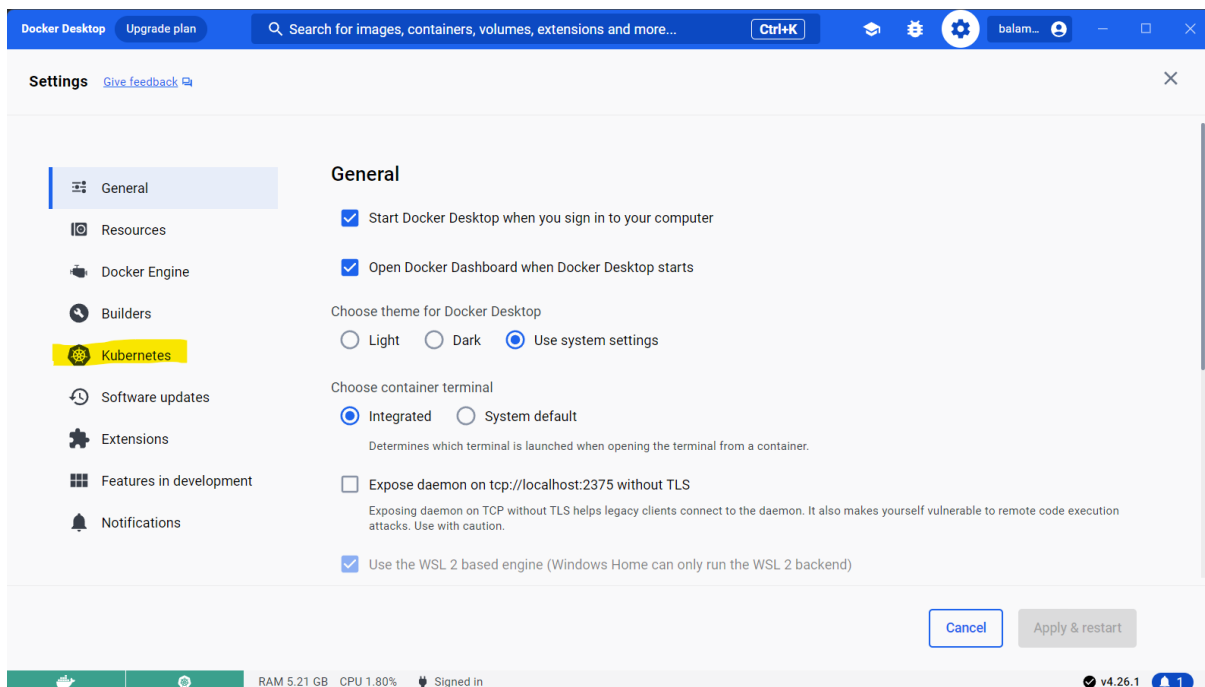 Docker Desktop Upgrade plan Search for images, containers, volumes, extensions and more... Ctrl+K balam...
Settings Give feedback
General
Resources
Docker Engine
Builders
Kubernetes
Software updates
Extensions
Features in development
Notifications
General
Start Docker Desktop when you sign in to your computer
Open Docker Dashboard when Docker Desktop starts
Choose theme for Docker Desktop
Light Dark Use system settings
Choose container terminal
Integrated System default
Determines which terminal is launched when opening the terminal from a container.
Expose daemon on tcp://localhost:2375 without TLS
Exposing daemon on TCP without TLS helps legacy clients connect to the daemon. It also makes yourself vulnerable to remote code execution
attacks. Use with caution.
Use the WSL 2 based engine (Windows Home can only run the WSL 2 backend)
Cancel Apply & restart
RAM 5.21 GB CPU 1.80% Signed in v4.26.1 1